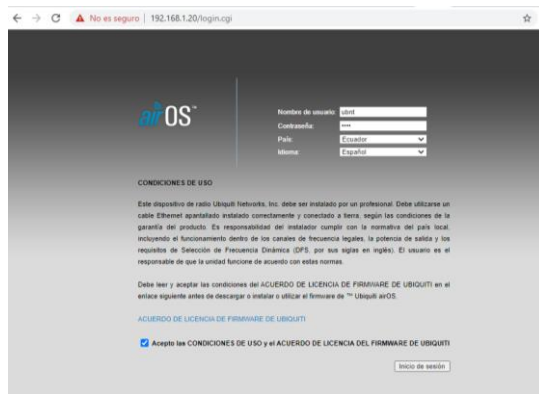 No es seguro | 192.168.1.20/login.cgi
airOS™
Nombre de usuario: ubnt
Contraseña: ••••
País: Ecuador
Idioma: Español
CONDICIONES DE USO
Este dispositivo de radio Ubiquiti Networks, Inc. debe ser instalado por un profesional. Debe utilizarse un
cable Ethernet apantallado instalado correctamente y conectado a tierra, según las condiciones de la
garantía del producto. Es responsabilidad del instalador cumplir con la normativa del país local,
incluyendo el funcionamiento dentro de los canales de frecuencia legales, la potencia de salida y los
requisitos de Selección de Frecuencia Dinámica (DFS, por sus siglas en inglés). El usuario es el
responsable de que la unidad funcione de acuerdo con estas normas.
Debe leer y aceptar las condiciones del ACUERDO DE LICENCIA DE FIRMWARE DE UBIQUITI en el
enlace siguiente antes de descargar o instalar o utilizar el firmware de ™ Ubiquiti airOS.
ACUERDO DE LICENCIA DE FIRMWARE DE UBIQUITI
Acepto las CONDICIONES DE USO y el ACUERDO DE LICENCIA DEL FIRMWARE DE UBIQUITI
Inicio de sesión